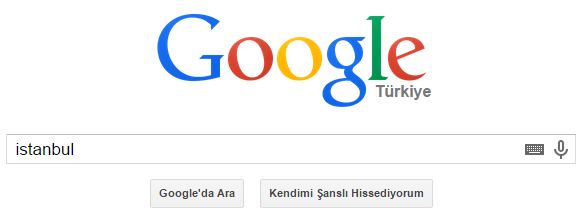 Google
Türkiye
istanbul
Google'da Ara
Kendimi Şanslı Hissediyorum